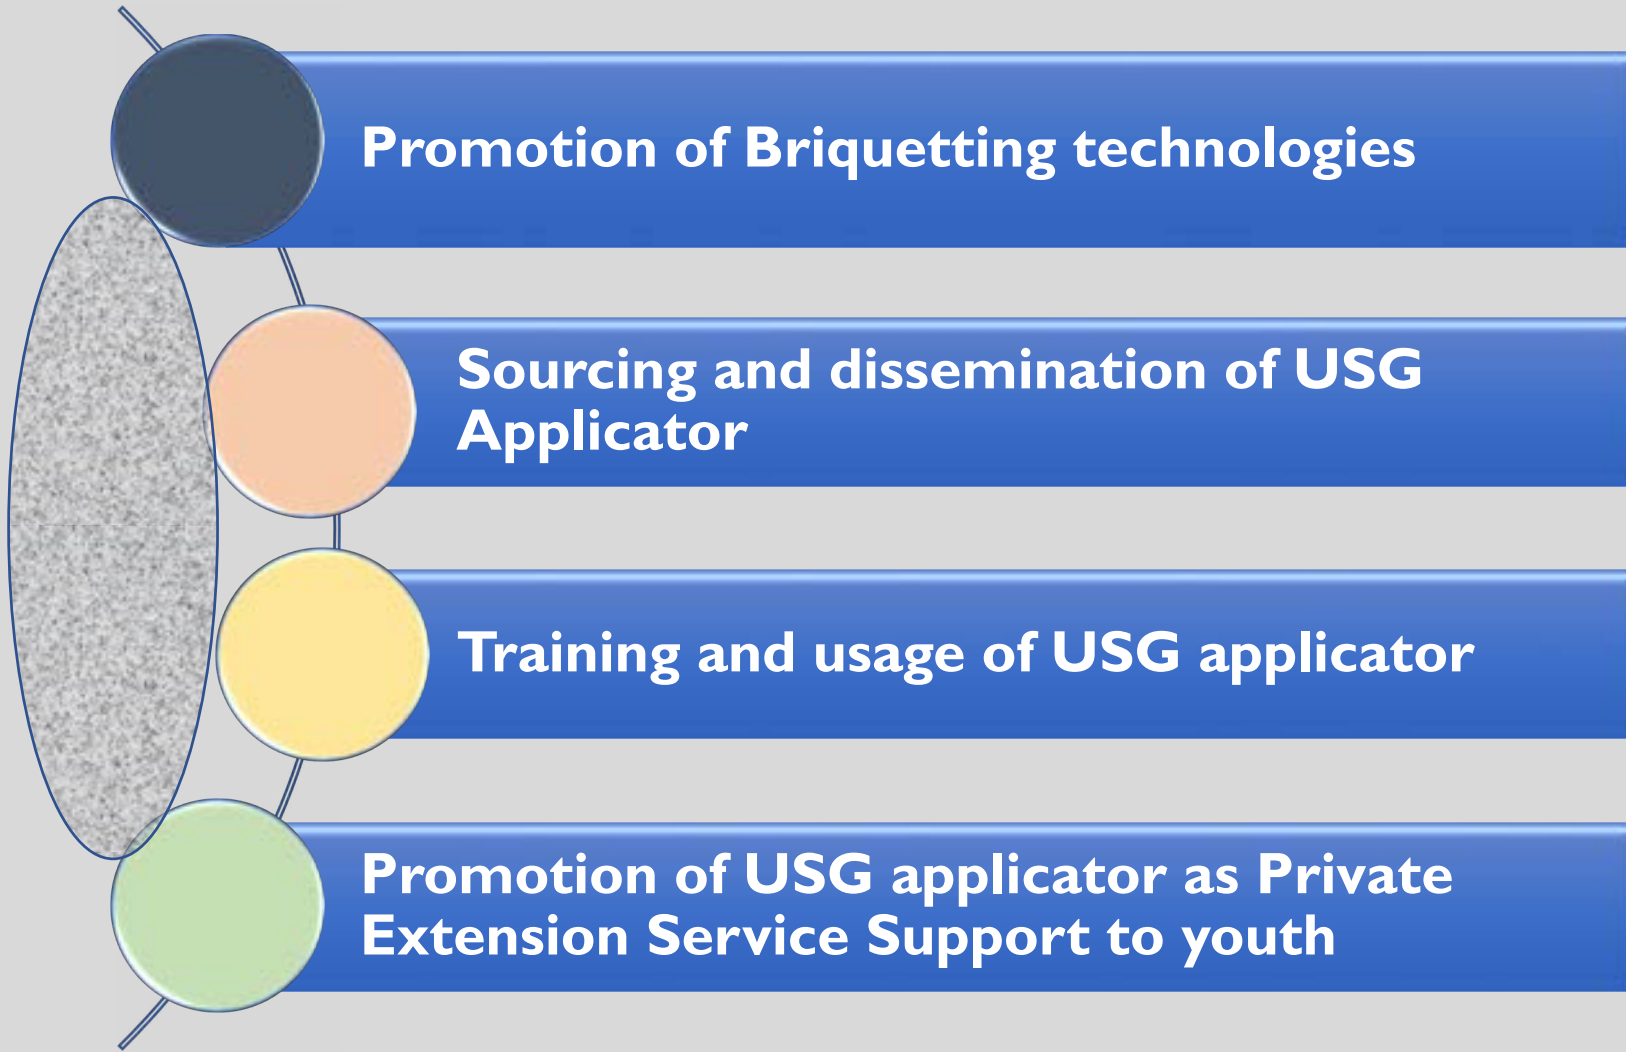 Promotion of Briquetting technologies
Sourcing and dissemination of USG
Applicator
Training and usage of USG applicator
Promotion of USG applicator as Private
Extension Service Support to youth